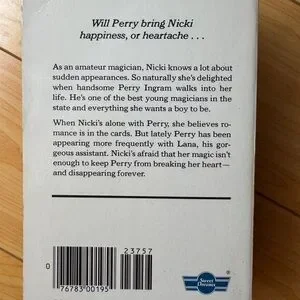 Will Perry bring Nicki
happiness, or heartache . . .
As an amateur magician, Nicki knows a lot about
sudden appearances. So naturally she's delighted
when handsome Perry Ingram walks into her
life. He's one of the best young magicians in
the state and everything she wants a boy to be.
When Nicki's alone with Perry, she believes ro-
mance is in the cards. But lately Perry has been
appearing more frequently with Lana, his gor-
geous assistant. Nicki's afraid that her magic isn't
enough to keep Perry from breaking her heart—
and disappearing forever.
23757
0
76783 00195
Sweet
Dreams